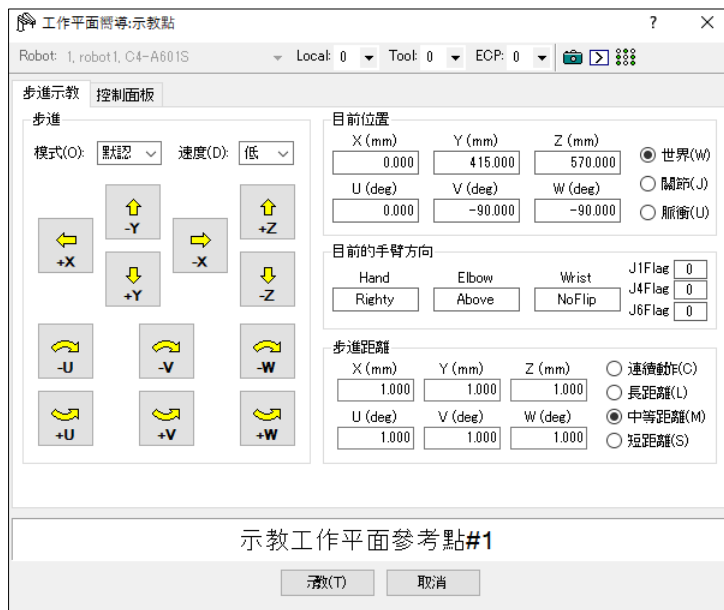 工作平面嚮導:示教點 ? ×
Robot: 1, robot1, C4-A601S Local: 0 Tool: 0 ECP: 0
步進示教 控制面板
步進
模式(O): 默認 速度(D): 低
-Y +Z
+X -X
+Y -Z
-U -V -W
+U +V +W
目前位置
X (mm) Y (mm) Z (mm)
0.000 415.000 570.000
U (deg) V (deg) W (deg)
0.000 -90.000 -90.000
世界(W)
關節(J)
脈衝(U)
目前的手臂方向
Hand Elbow Wrist
Righty Above NoFlip
J1Flag 0
J4Flag 0
J6Flag 0
步進距離
X (mm) Y (mm) Z (mm)
1.000 1.000 1.000
U (deg) V (deg) W (deg)
1.000 1.000 1.000
連續動作(C)
長距離(L)
中等距離(M)
短距離(S)
示教工作平面參考點#1
示教(T) 取消